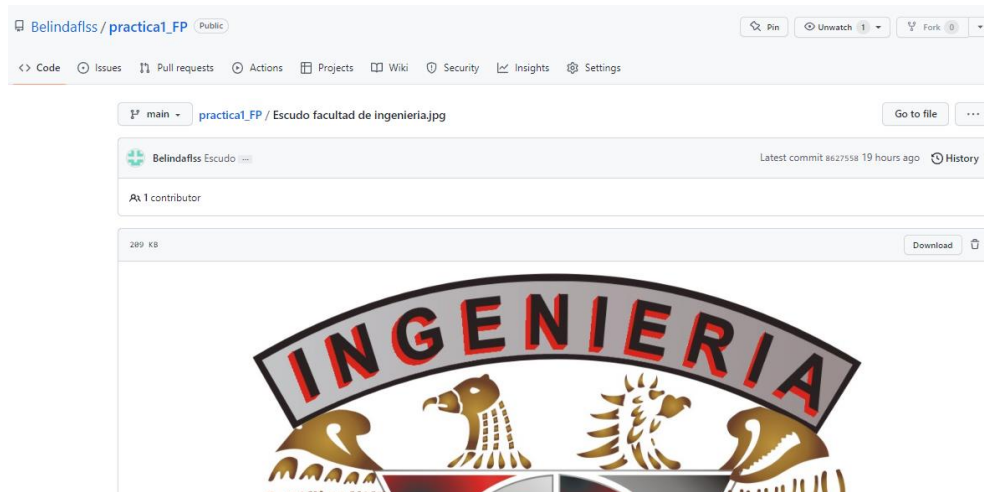 Belindaflss / practica1_FP Public
Pin Unwatch 1 Fork 0
<> Code Issues Pull requests Actions Projects Wiki Security Insights Settings
main practica1_FP / Escudo facultad de ingenieria.jpg Go to file ...
Belindaflss Escudo ... Latest commit 8627558 19 hours ago History
1 contributor
209 KB Download
INGENIERIA